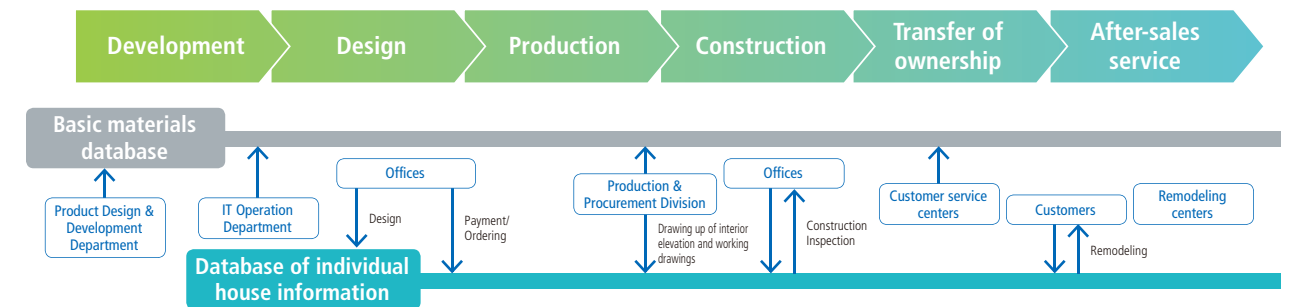 Development
Design
Production
Construction
Transfer of
ownership
After-sales
service
Basic materials
database
Product Design &
Development
Department
IT Operation
Department
Offices
Design
Payment/
Ordering
Production &
Procurement Division
Drawing up of interior
elevation and working
drawings
Offices
Construction
Inspection
Customer service
centers
Customers
Remodeling
Remodeling
centers
Database of individual
house information